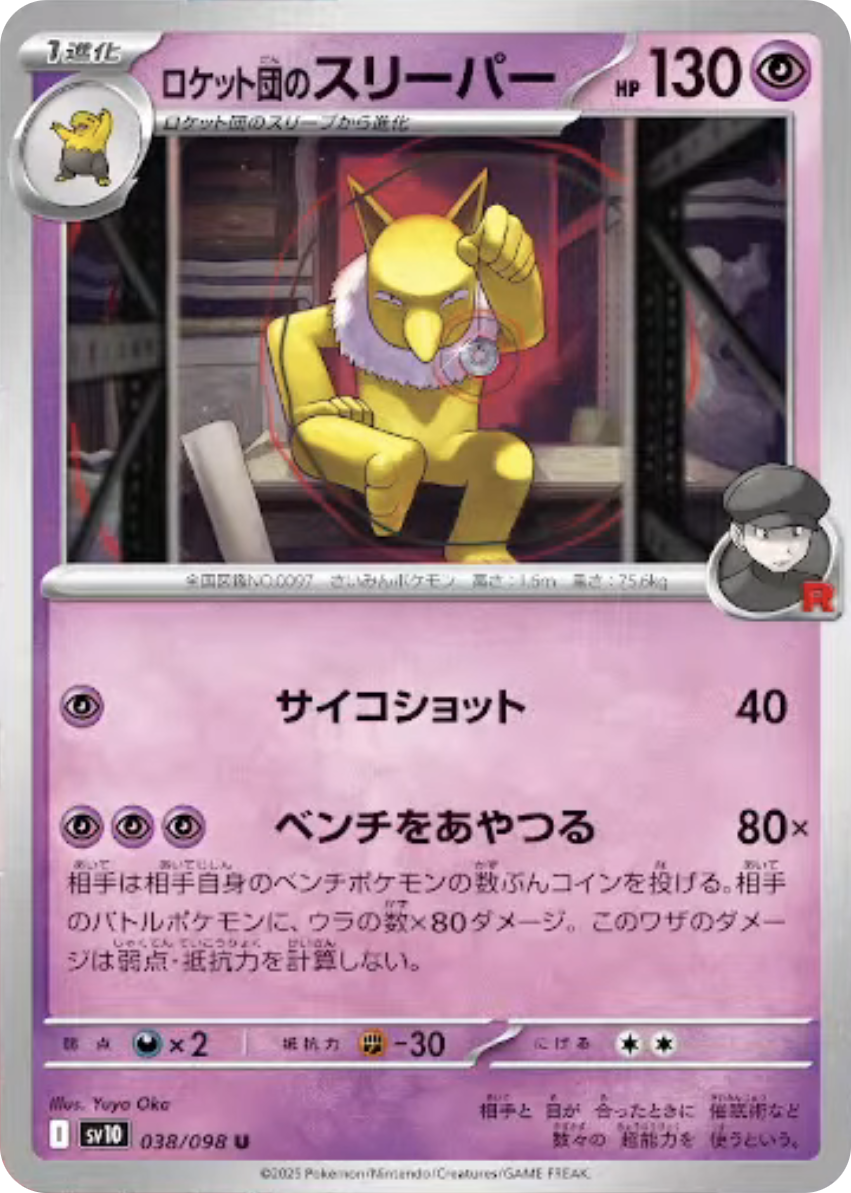 1進化
ロケット団のスリーパー HP 130
ロケット団のスリープから進化
全国図鑑NO.0097 さいみんポケモン 高さ：1.6m 重さ：75.6kg
R
サイコショット 40
ベンチをあやつる 80×
相手は相手自身のベンチポケモンの数ぶんコインを投げる。相手
のバトルポケモンに、ウラの数×80ダメージ。このワザのダメー
ジは弱点・抵抗力を計算しない。
弱点 ×2 抵抗力 -30 にげる
Illus. Yuya Oka
相手と目が合ったときに催眠術など
数々の超能力を使うという。
I sv10 038/098 U
©2025 Pokémon/Nintendo/Creatures/GAME FREAK.